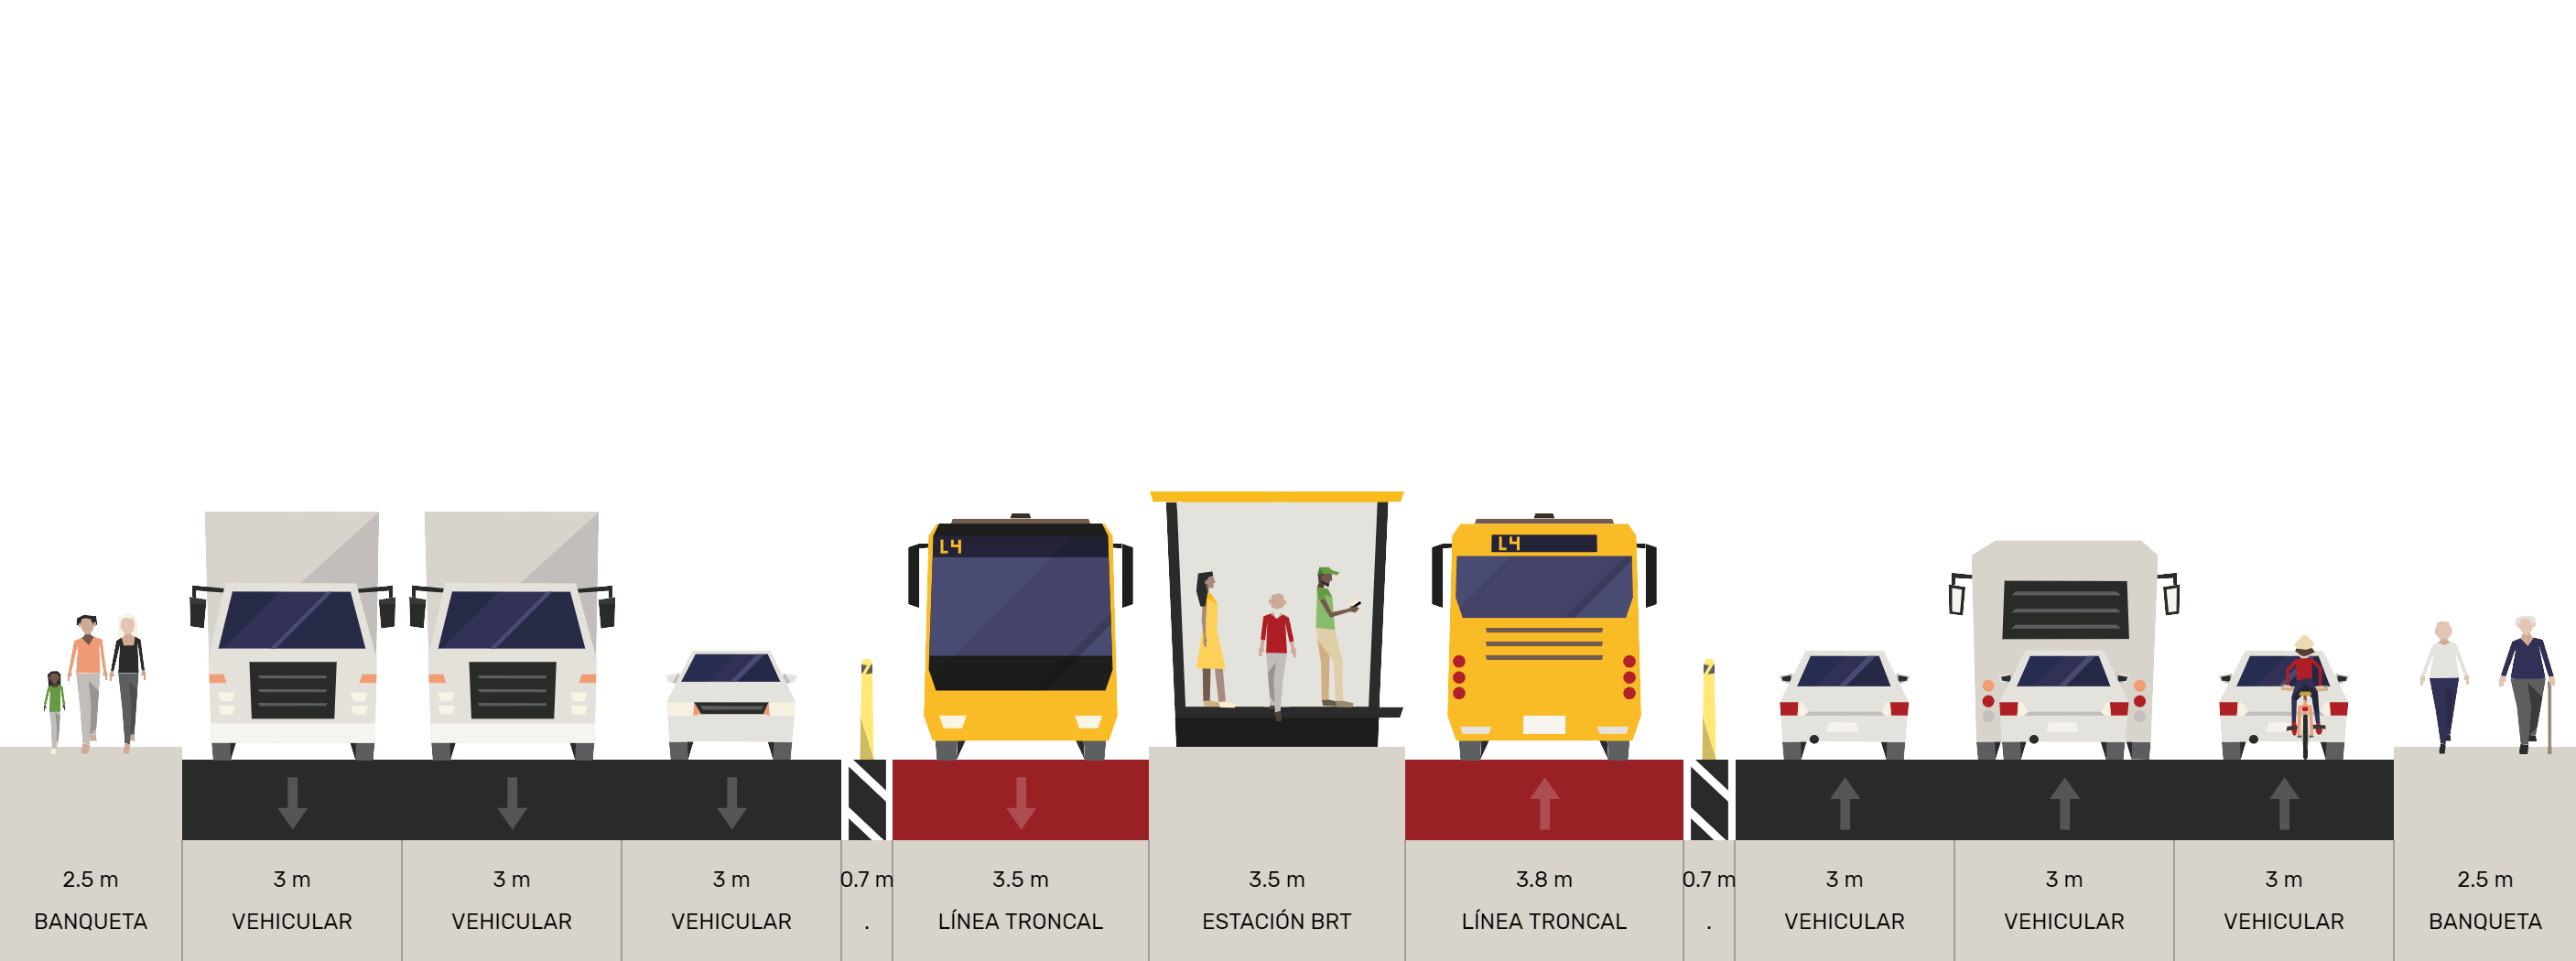 L4
L4
2.5 m
BANQUETA
3 m
VEHICULAR
3 m
VEHICULAR
3 m
VEHICULAR
0.7 m
.
3.5 m
LÍNEA TRONCAL
3.5 m
ESTACIÓN BRT
3.8 m
LÍNEA TRONCAL
0.7 m
.
3 m
VEHICULAR
3 m
VEHICULAR
3 m
VEHICULAR
2.5 m
BANQUETA